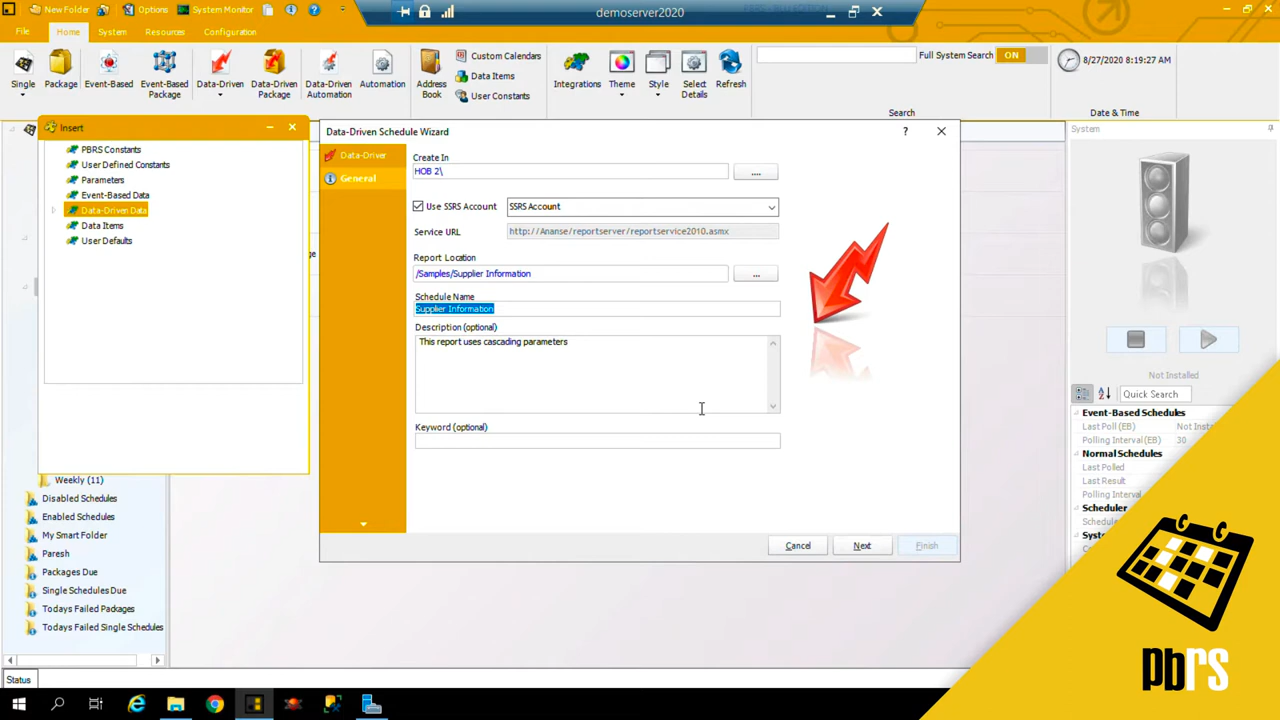 New Folder
Options
System Monitor
demoserver2020
File
Home
System
Resources
Configuration
Single
Package
Event-Based
Event-Based
Package
Data-Driven
Data-Driven
Package
Data-Driven
Automation
Automation
Address
Book
Custom Calendars
Data Items
User Constants
Integrations
Theme
Style
Select
Details
Refresh
Full System Search
ON
Search
8/27/2020 8:19:27 AM
Date & Time
Insert
PBRS Constants
User Defined Constants
Parameters
Event-Based Data
Data-Driven Data
Data Items
User Defaults
Data-Driven Schedule Wizard
?
Data-Driver
General
Create In
HOB 2\
....
Use SSRS Account
SSRS Account
Service URL
http://Ananse/reportserver/reportservice2010.asmx
Report Location
/Samples/Supplier Information
...
Schedule Name
Supplier Information
Description (optional)
This report uses cascading parameters
Keyword (optional)
Cancel
Next
Finish
Weekly (11)
Disabled Schedules
Enabled Schedules
My Smart Folder
Paresh
Packages Due
Single Schedules Due
Todays Failed Packages
Todays Failed Single Schedules
Status
System
Not Installed
Quick Search
Event-Based Schedules
Last Poll (EB)
Polling Interval (EB) 30
Normal Schedules
Last Polled
Last Result
Polling Interval
Scheduler
pbrs